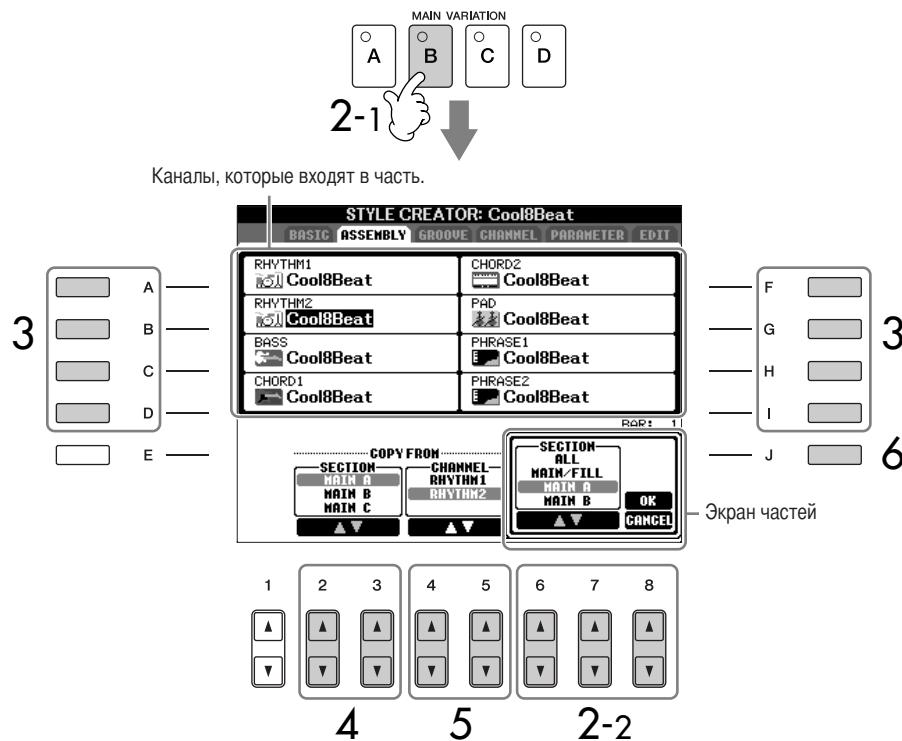 MAIN VARIATION
A B C D
2-1
Каналы, которые входят в часть.
STYLE CREATOR: Cool8Beat
BASIC ASSEMBLY GROOVE CHANNEL PARAMETER EDIT
RHYTHM1
Cool8Beat
CHORD2
Cool8Beat
RHYTHM2
Cool8Beat
PAD
Cool8Beat
BASS
Cool8Beat
PHRASE1
Cool8Beat
CHORD1
Cool8Beat
PHRASE2
Cool8Beat
A
B
C
D
E
3
F
G
H
I
J
3
6
BAR: 1
COPY FROM
SECTION
MAIN A
MAIN B
MAIN C
CHANNEL
RHYTHM1
RHYTHM2
SECTION
ALL
MAIN/FILL
MAIN A
MAIN B
OK
CANCEL
Экран частей
1 2 3 4 5 6 7 8
4 5 2-2